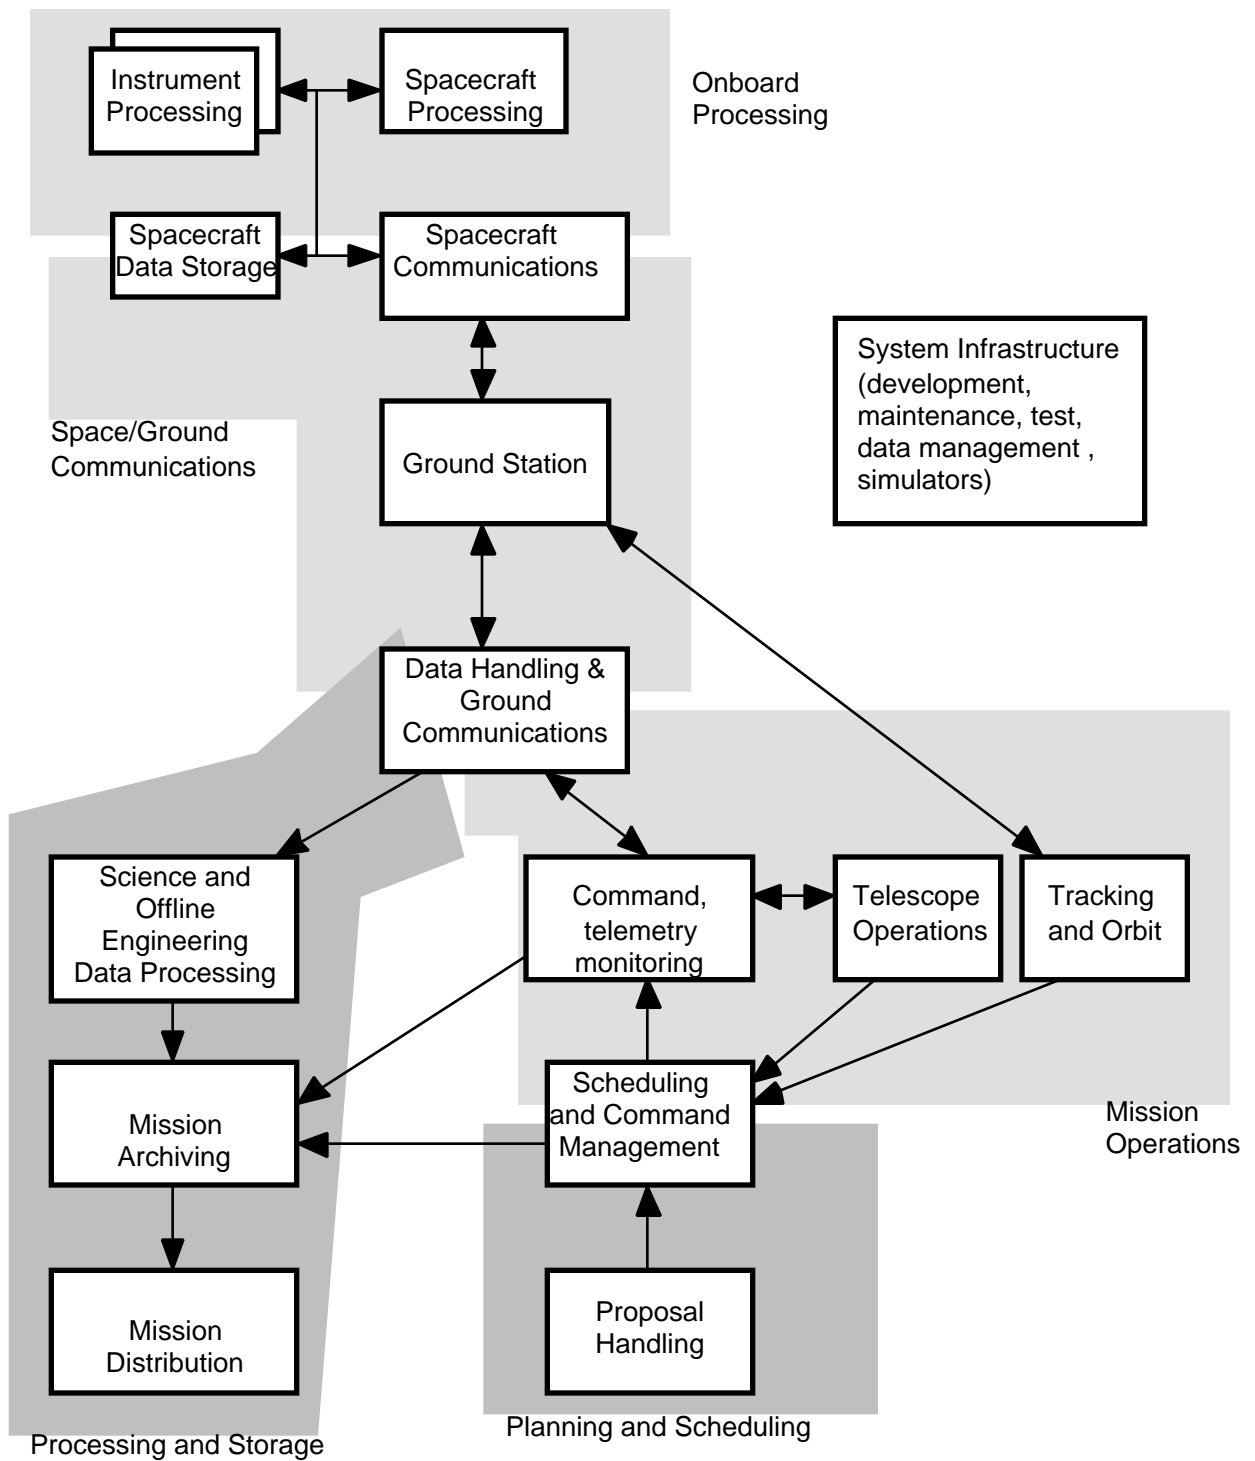 Instrument
Processing
Spacecraft
Processing
Onboard
Processing
Spacecraft
Data Storage
Spacecraft
Communications
System Infrastructure
(development,
maintenance, test,
data management ,
simulators)
Space/Ground
Communications
Ground Station
Data Handling &
Ground
Communications
Science and
Offline
Engineering
Data Processing
Command,
telemetry
monitoring
Telescope
Operations
Tracking
and Orbit
Mission
Archiving
Scheduling
and Command
Management
Mission
Operations
Mission
Distribution
Proposal
Handling
Processing and Storage
Planning and Scheduling